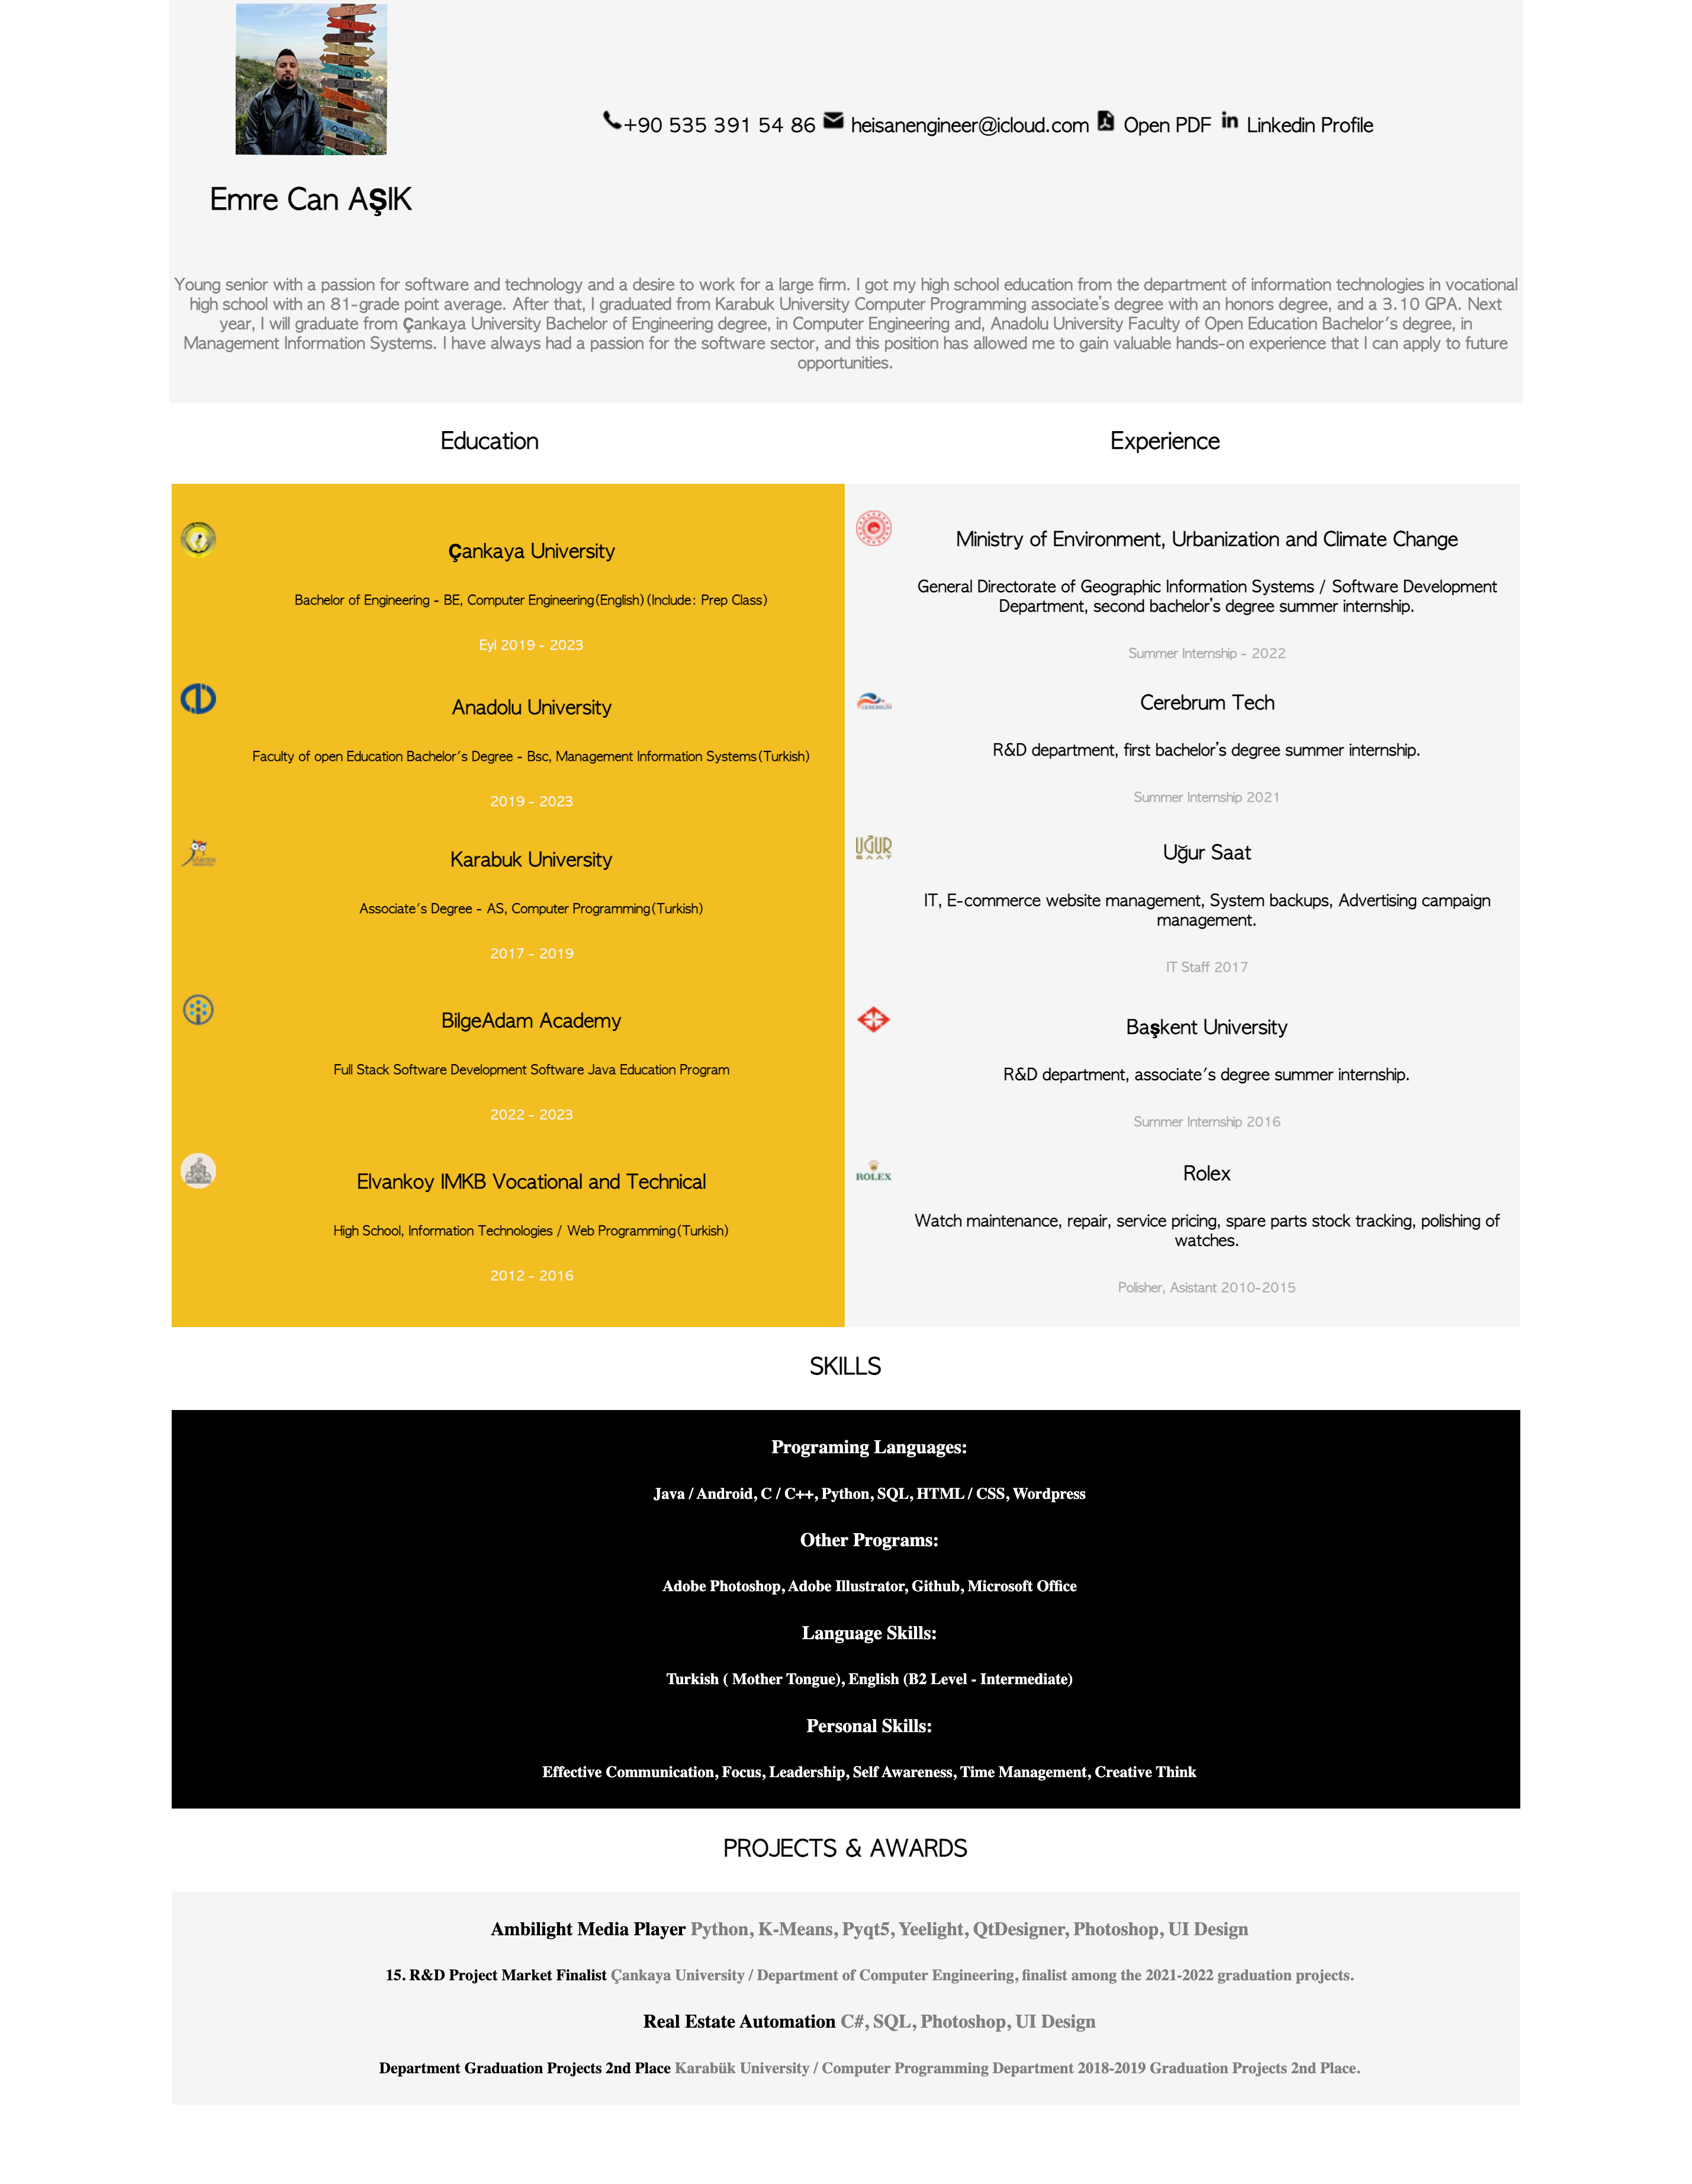 +90 535 391 54 86 heisanengineer@icloud.com Open PDF Linkedin Profile
Emre Can AŞIK
Young senior with a passion for software and technology and a desire to work for a large firm. I got my high school education from the department of information technologies in vocational
high school with an 81-grade point average. After that, I graduated from Karabuk University Computer Programming associate's degree with an honors degree, and a 3.10 GPA. Next
year, I will graduate from Çankaya University Bachelor of Engineering degree, in Computer Engineering and, Anadolu University Faculty of Open Education Bachelor's degree, in
Management Information Systems. I have always had a passion for the software sector, and this position has allowed me to gain valuable hands-on experience that I can apply to future
opportunities.
Education
Çankaya University
Bachelor of Engineering - BE, Computer Engineering(English)(Include: Prep Class)
Eyl 2019 - 2023
Anadolu University
Faculty of open Education Bachelor's Degree - Bsc, Management Information Systems(Turkish)
2019 - 2023
Karabuk University
Associate's Degree - AS, Computer Programming(Turkish)
2017 - 2019
BilgeAdam Academy
Full Stack Software Development Software Java Education Program
2022 - 2023
Elvankoy IMKB Vocational and Technical
High School, Information Technologies / Web Programming(Turkish)
2012 - 2016
Experience
Ministry of Environment, Urbanization and Climate Change
General Directorate of Geographic Information Systems / Software Development
Department, second bachelor's degree summer internship.
Summer Internship - 2022
CEREBRUM
Cerebrum Tech
R&D department, first bachelor's degree summer internship.
Summer Internship 2021
UĞUR
SAAT
Uğur Saat
IT, E-commerce website management, System backups, Advertising campaign
management.
IT Staff 2017
Başkent University
R&D department, associate's degree summer internship.
Summer Internship 2016
ROLEX
Rolex
Watch maintenance, repair, service pricing, spare parts stock tracking, polishing of
watches.
Polisher, Asistant 2010-2015
SKILLS
Programing Languages:
Java / Android, C / C++, Python, SQL, HTML / CSS, Wordpress
Other Programs:
Adobe Photoshop, Adobe Illustrator, Github, Microsoft Office
Language Skills:
Turkish ( Mother Tongue), English (B2 Level - Intermediate)
Personal Skills:
Effective Communication, Focus, Leadership, Self Awareness, Time Management, Creative Think
PROJECTS & AWARDS
Ambilight Media Player Python, K-Means, Pyqt5, Yeelight, QtDesigner, Photoshop, UI Design
15. R&D Project Market Finalist Çankaya University / Department of Computer Engineering, finalist among the 2021-2022 graduation projects.
Real Estate Automation C#, SQL, Photoshop, UI Design
Department Graduation Projects 2nd Place Karabük University / Computer Programming Department 2018-2019 Graduation Projects 2nd Place.